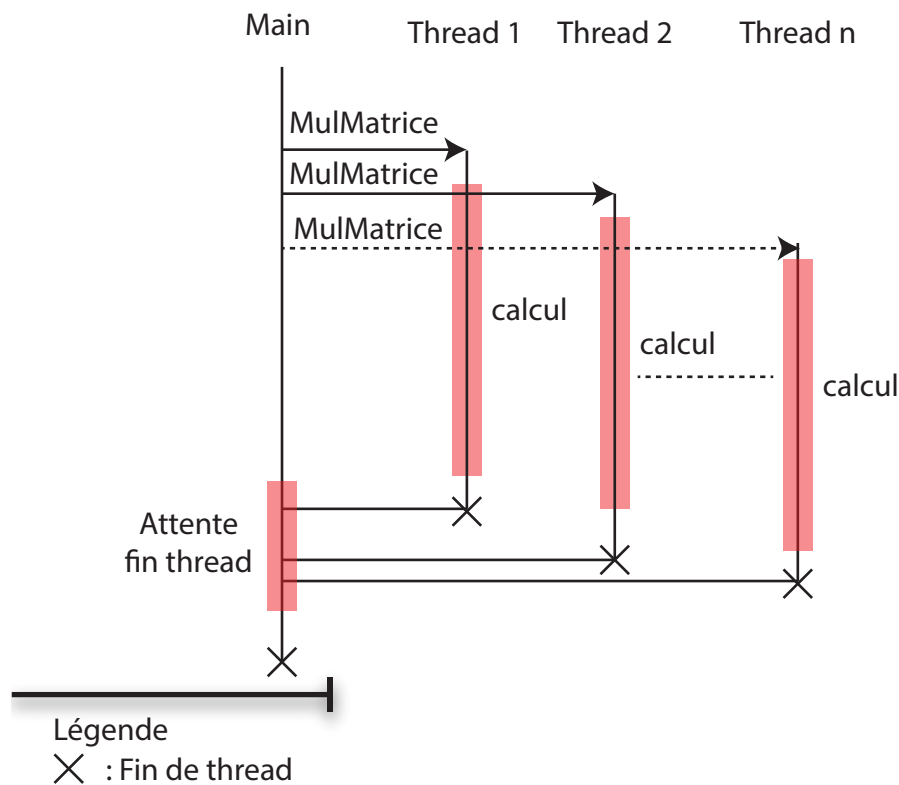 Main
Thread 1
Thread 2
Thread n
MulMatrice
MulMatrice
MulMatrice
calcul
calcul
calcul
Attente
fin thread
Légende
: Fin de thread